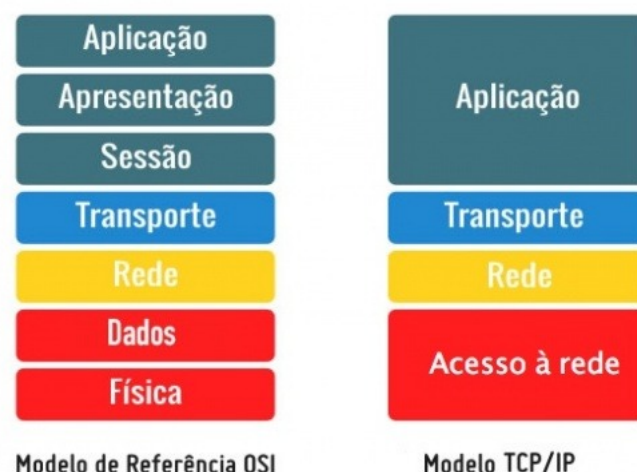 Aplicação
Apresentação
Sessão
Transporte
Rede
Dados
Física
Modelo de Referência OSI
Aplicação
Transporte
Rede
Acesso à rede
Modelo TCP/IP